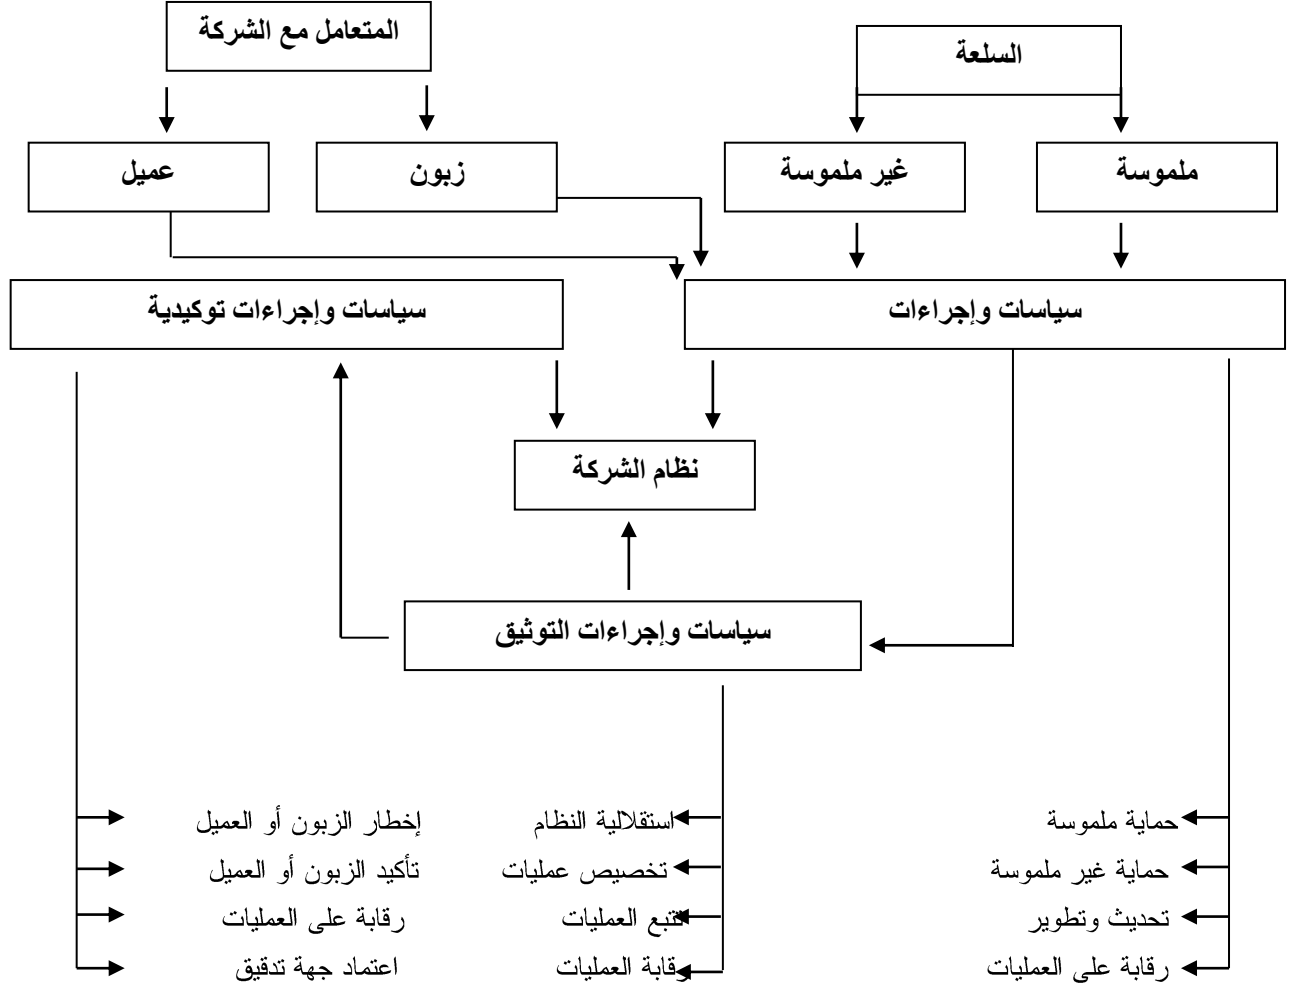 المتعامل مع الشركة
السلعة
عميل
زبون
غير ملموسة
ملموسة
سياسات وإجراءات توكيدية
سياسات وإجراءات
نظام الشركة
سياسات وإجراءات التوثيق
حماية ملموسة
حماية غير ملموسة
تحديث وتطوير
رقابة على العمليات
استقلالية النظام
تخصيص عمليات
تتبع العمليات
رقابة العمليات
إخطار الزبون أو العميل
تأكيد الزبون أو العميل
رقابة على العمليات
اعتماد جهة تدقيق